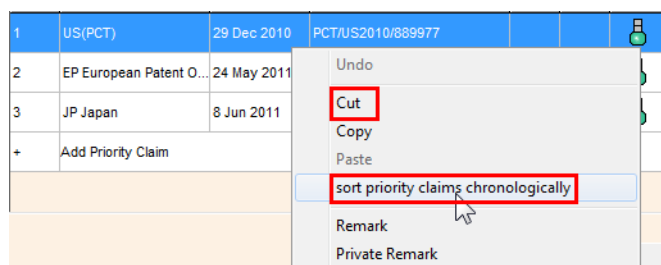 1 US(PCT) 29 Dec 2010 PCT/US2010/889977
2 EP European Patent O... 24 May 2011
3 JP Japan 8 Jun 2011
+ Add Priority Claim
Undo
Cut
Copy
Paste
sort priority claims chronologically
Remark
Private Remark